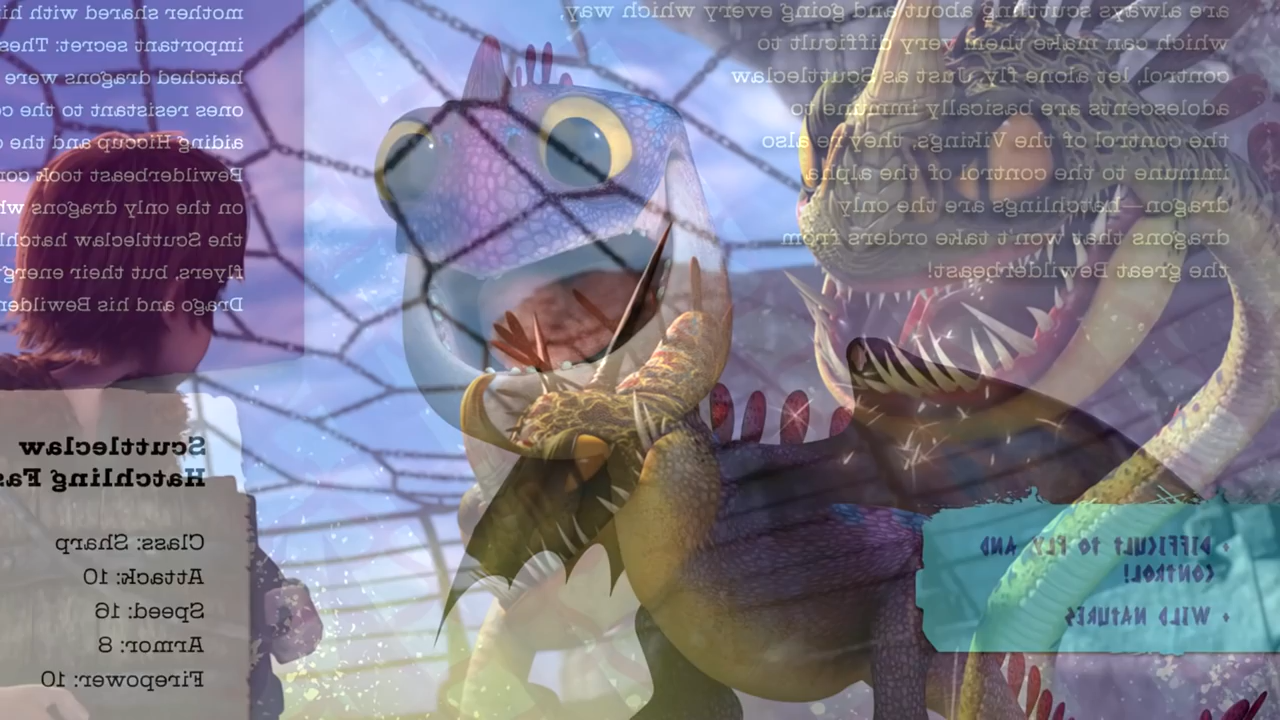 mother shared with hi
important secret: Thes
hatched dragons were
ones resistant to the c
aiding Hiccup and the
Bewilderbeast took
on the only dragons
the Scuttleclaw
flyers, but their
Drago and his
are always scuttling about and going every which way,
which can make them very difficult to
control, let alone fly. Just as Scuttleclaw
adolescents are basically immune to
the control of the Vikings, they're also
immune to the control of the alpha
dragon—hatchlings are the only
dragons that won't take orders from
the great Bewilderbeast!
Scuttleclaw
Hatchling Fa
Class: Sharp
Attack: 10
Speed: 16
Armor: 8
Firepower: 10
• DIFFICULT TO FLY AND
CONTROL!
• WILD NATURES